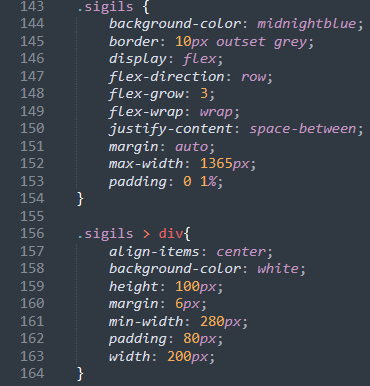 143 .sigils {
144 background-color: midnightblue;
145 border: 10px outset grey;
146 display: flex;
147 flex-direction: row;
148 flex-grow: 3;
149 flex-wrap: wrap;
150 justify-content: space-between;
151 margin: auto;
152 max-width: 1365px;
153 padding: 0 1%;
154 }
155
156 .sigils > div{
157 align-items: center;
158 background-color: white;
159 height: 100px;
160 margin: 6px;
161 min-width: 280px;
162 padding: 80px;
163 width: 200px;
164 }